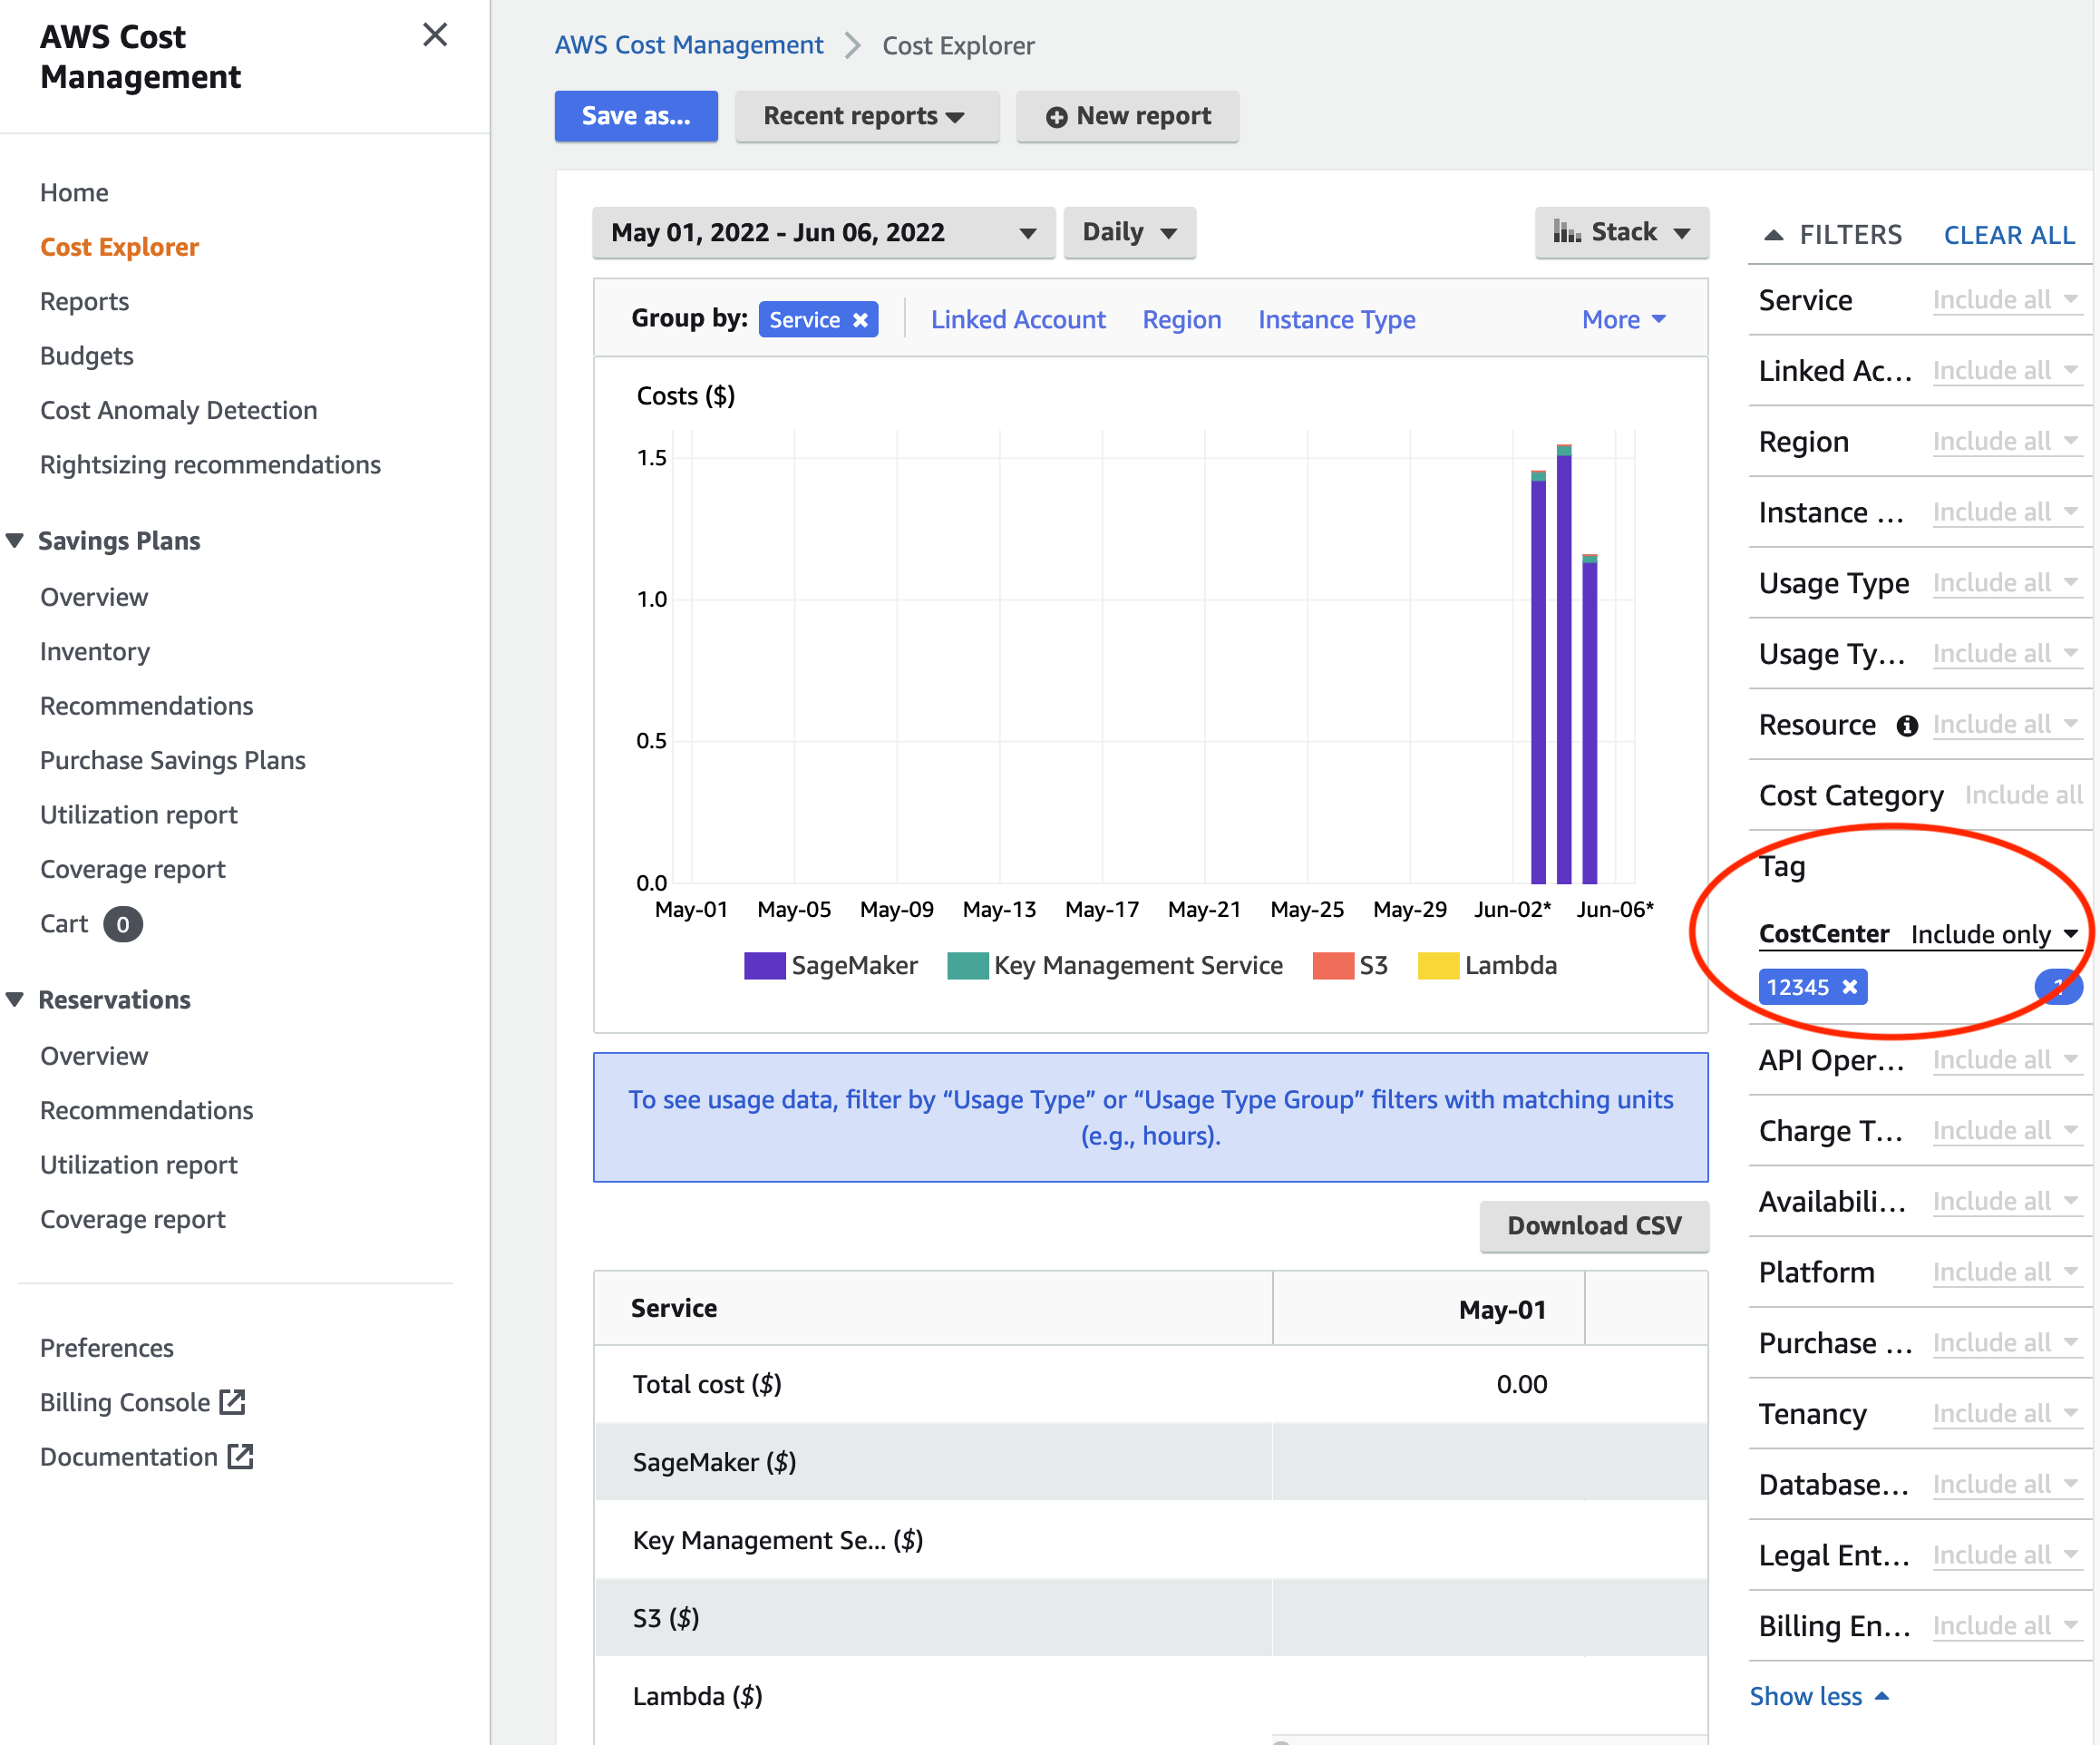 AWS Cost
Management
Home
Cost Explorer
Reports
Budgets
Cost Anomaly Detection
Rightsizing recommendations
Savings Plans
Overview
Inventory
Recommendations
Purchase Savings Plans
Utilization report
Coverage report
Cart 0
Reservations
Overview
Recommendations
Utilization report
Coverage report
Preferences
Billing Console
Documentation
AWS Cost Management > Cost Explorer
Save as... Recent reports New report
May 01, 2022 - Jun 06, 2022 Daily Stack
Group by: Service Linked Account Region Instance Type More
Costs ($)
1.5
1.0
0.5
0.0
May-01 May-05 May-09 May-13 May-17 May-21 May-25 May-29 Jun-02* Jun-06*
SageMaker Key Management Service S3 Lambda
To see usage data, filter by “Usage Type” or “Usage Type Group” filters with matching units
(e.g., hours).
Download CSV
Service May-01
Total cost ($) 0.00
SageMaker ($)
Key Management Se... ($)
S3 ($)
Lambda ($)
FILTERS CLEAR ALL
Service Include all
Linked Ac... Include all
Region Include all
Instance ... Include all
Usage Type Include all
Usage Ty... Include all
Resource Include all
Cost Category Include all
Tag
CostCenter Include only
12345 1
API Oper... Include all
Charge T... Include all
Availabili... Include all
Platform Include all
Purchase ... Include all
Tenancy Include all
Database... Include all
Legal Ent... Include all
Billing En... Include all
Show less